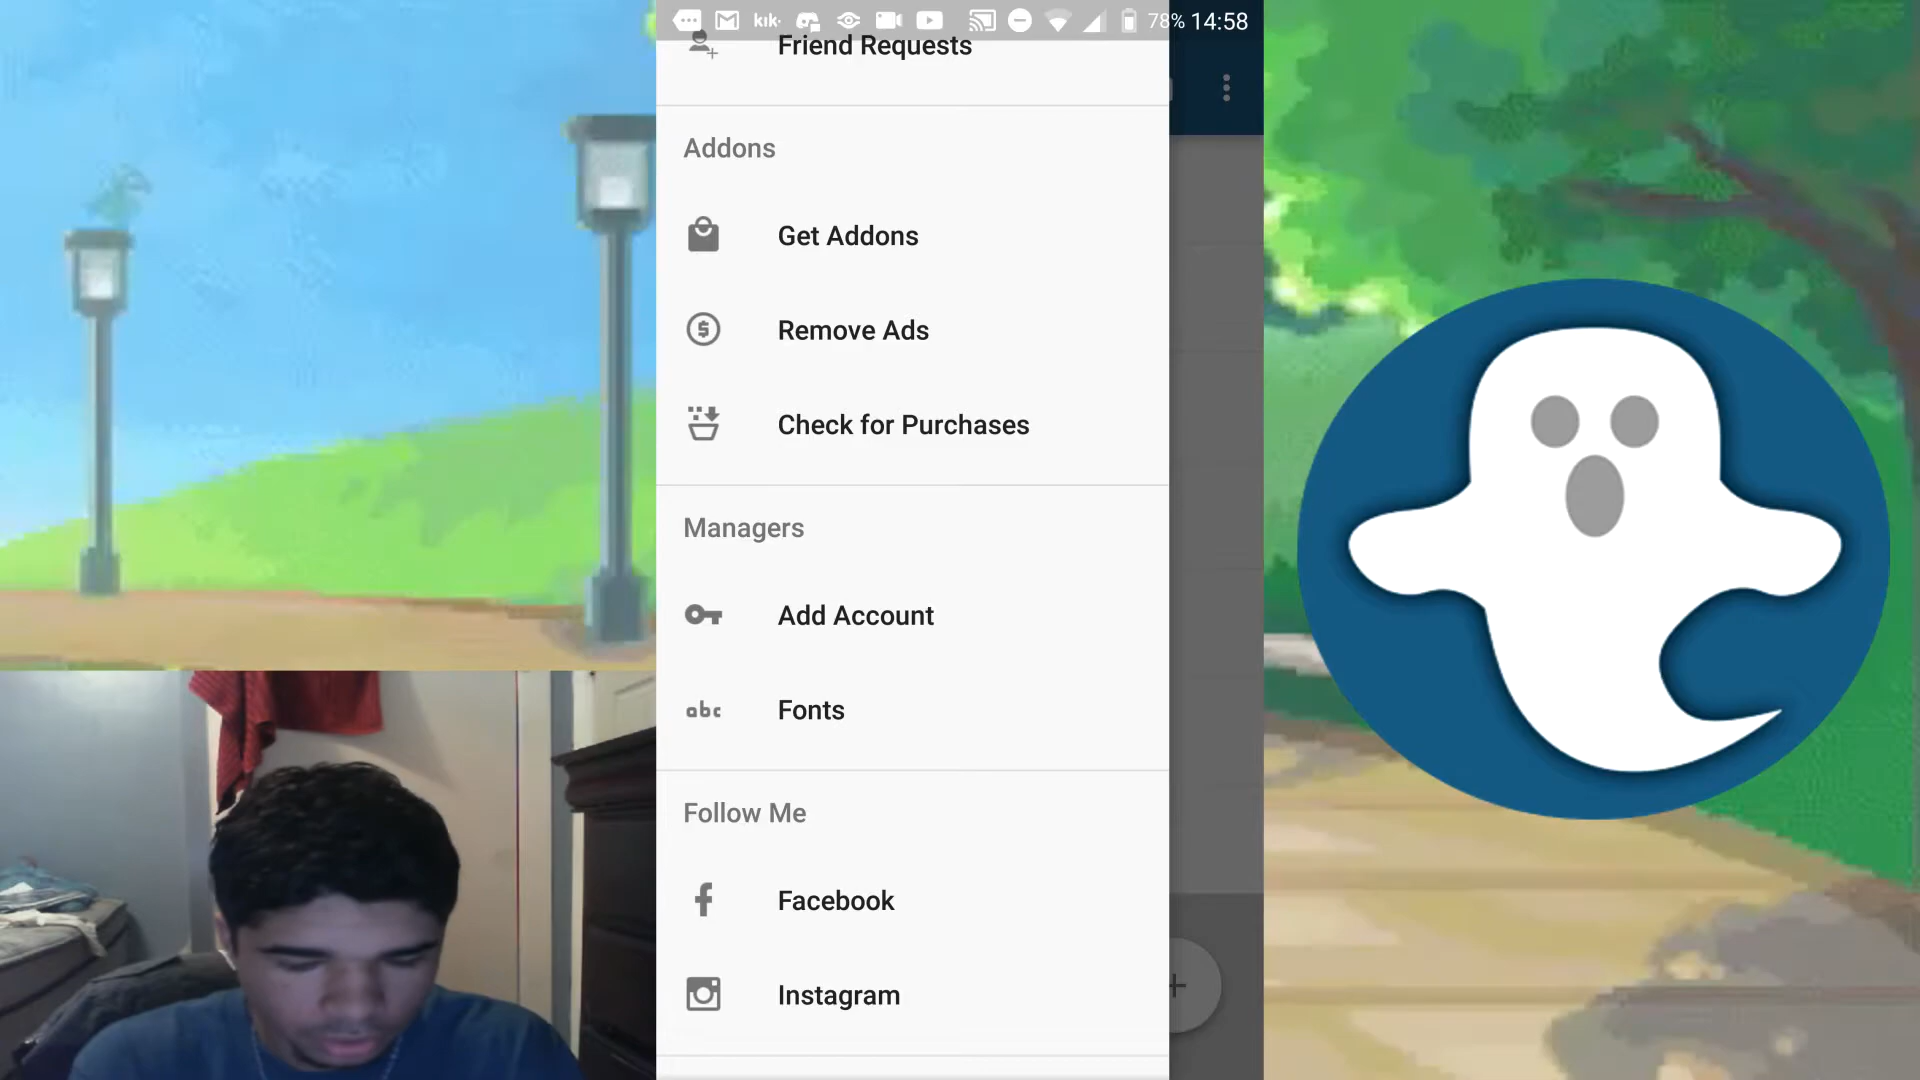 kik. 78% 14:58
Friend Requests
Addons
Get Addons
Remove Ads
Check for Purchases
Managers
Add Account
abc Fonts
Follow Me
Facebook
Instagram